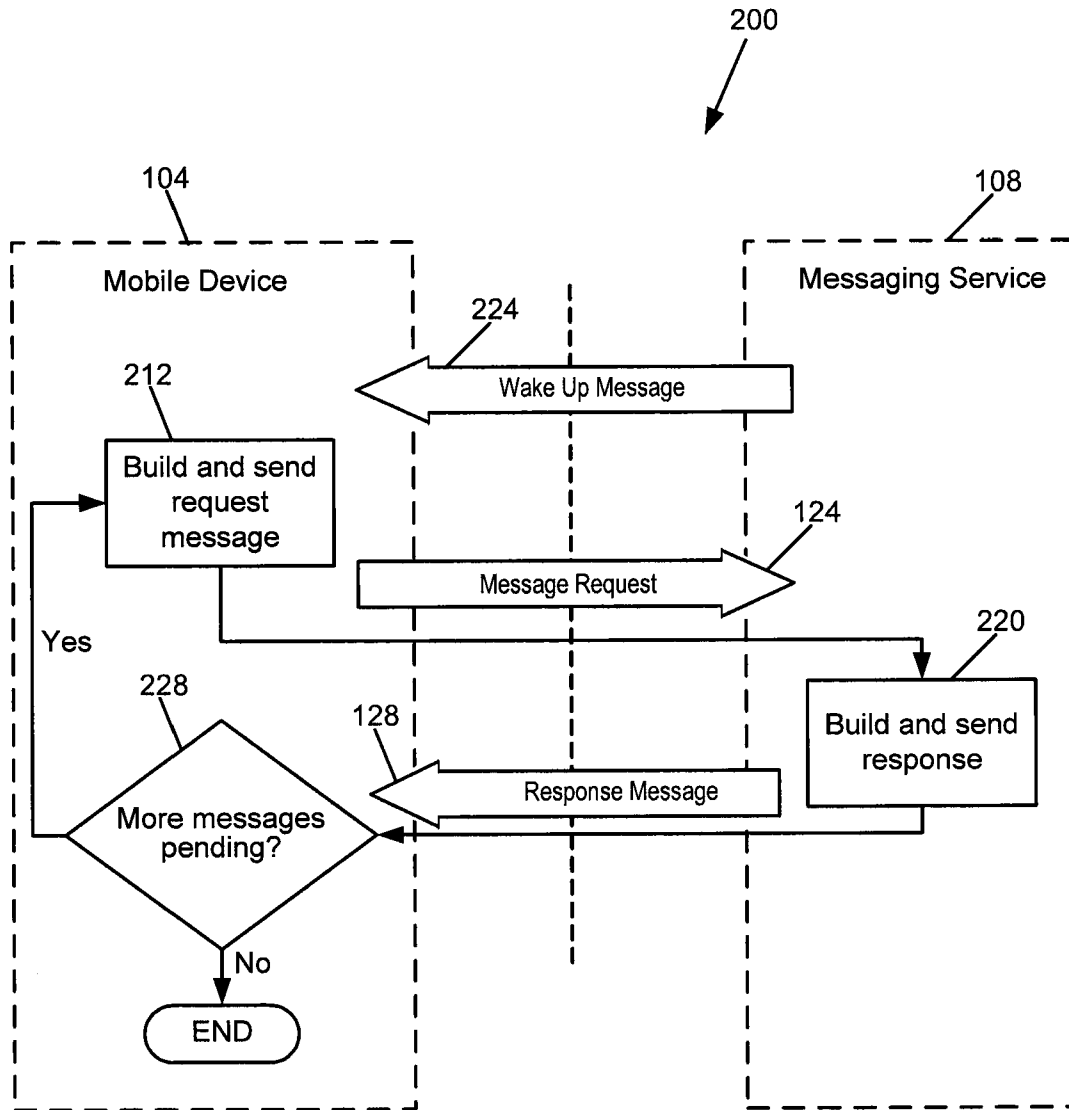 200
104
108
Mobile Device
Messaging Service
224
Wake Up Message
212
Build and send
request
message
124
Message Request
Yes
220
228
128
Build and send
response
Response Message
More messages
pending?
No
END